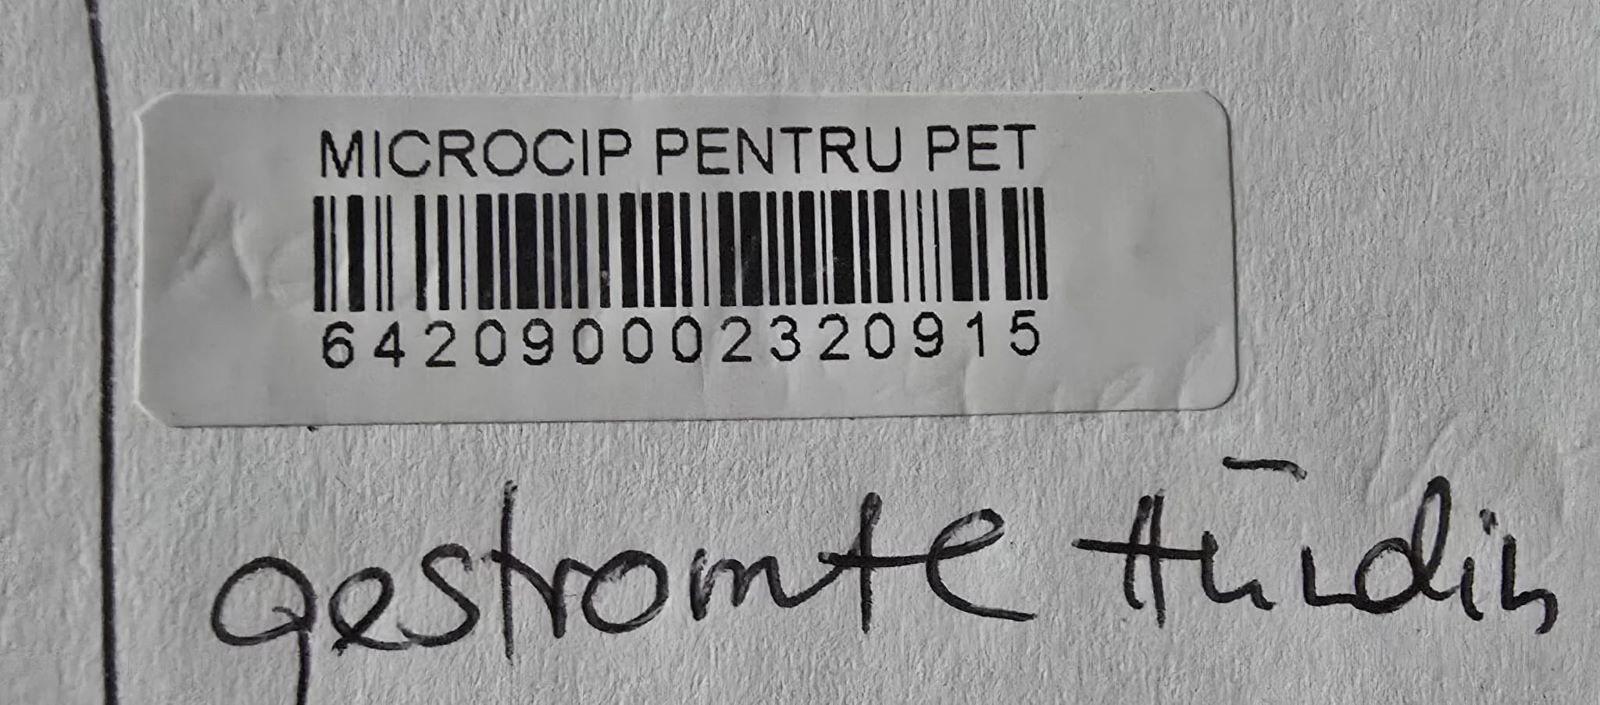 MICROCIP PENTRU PET
642090002320915
gestromte Hündin